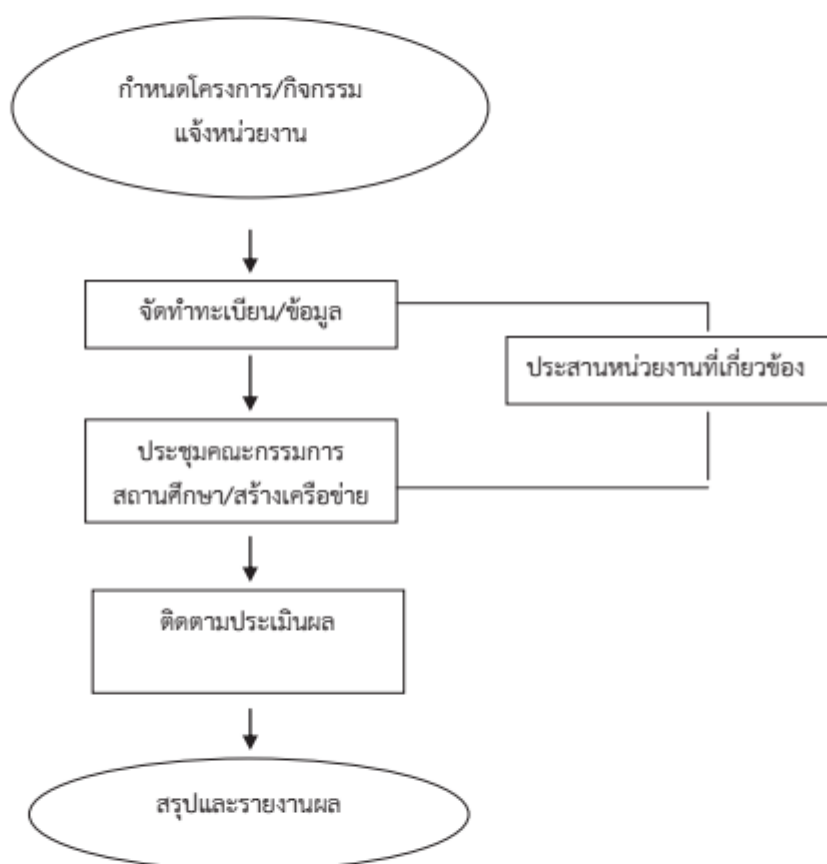 กำหนดโครงการ/กิจกรรม
แจ้งหน่วยงาน
จัดทำทะเบียน/ข้อมูล
ประสานหน่วยงานที่เกี่ยวข้อง
ประชุมคณะกรรมการ
สถานศึกษา/สร้างเครือข่าย
ติดตามประเมินผล
สรุปและรายงานผล